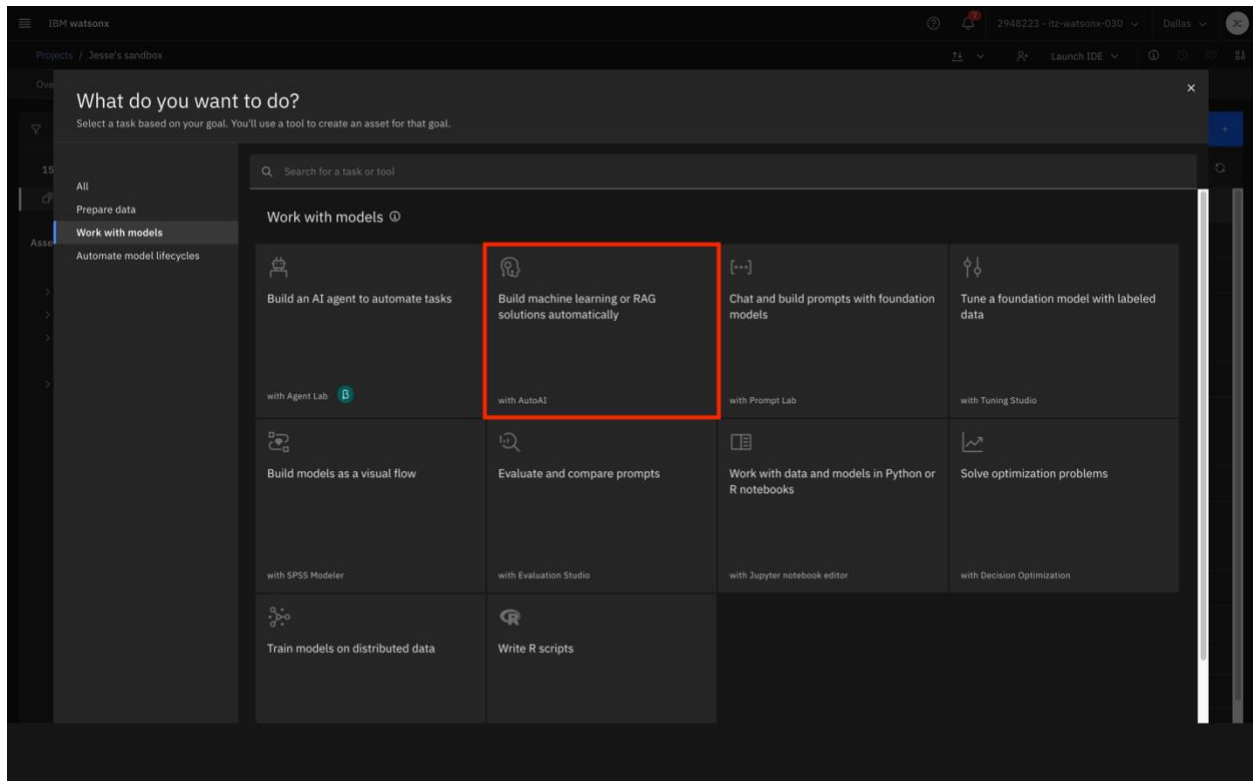 IBM watsonx
7
2948223 - itz-watsonx-030
Dallas
JC
Projects / Jesse's sandbox
Launch IDE
Ove
What do you want to do?
Select a task based on your goal. You'll use a tool to create an asset for that goal.
15
Asse
All
Prepare data
Work with models
Automate model lifecycles
Search for a task or tool
Work with models
Build an AI agent to automate tasks
with Agent Lab β
Build machine learning or RAG
solutions automatically
with AutoAI
Chat and build prompts with foundation
models
with Prompt Lab
Tune a foundation model with labeled
data
with Tuning Studio
Build models as a visual flow
with SPSS Modeler
Evaluate and compare prompts
with Evaluation Studio
Work with data and models in Python or
R notebooks
with Jupyter notebook editor
Solve optimization problems
with Decision Optimization
Train models on distributed data
R
Write R scripts